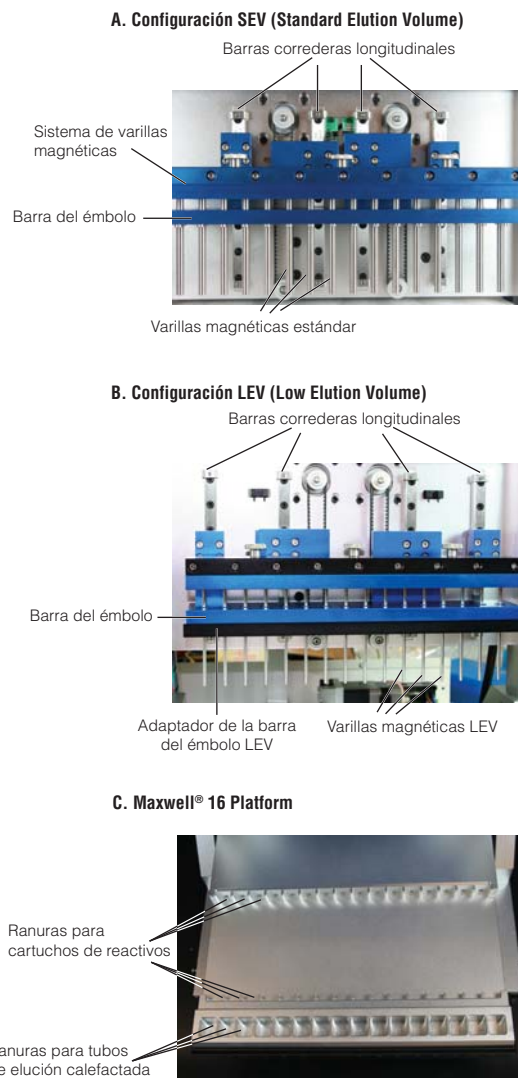 A. Configuración SEV (Standard Elution Volume)
Barras correderas longitudinales
Sistema de varillas
magnéticas
Barra del émbolo
Varillas magnéticas estándar
B. Configuración LEV (Low Elution Volume)
Barras correderas longitudinales
Barra del émbolo
Adaptador de la barra
del émbolo LEV
Varillas magnéticas LEV
C. Maxwell® 16 Platform
Ranuras para
cartuchos de reactivos
anuras para tubos
e elución calefactada